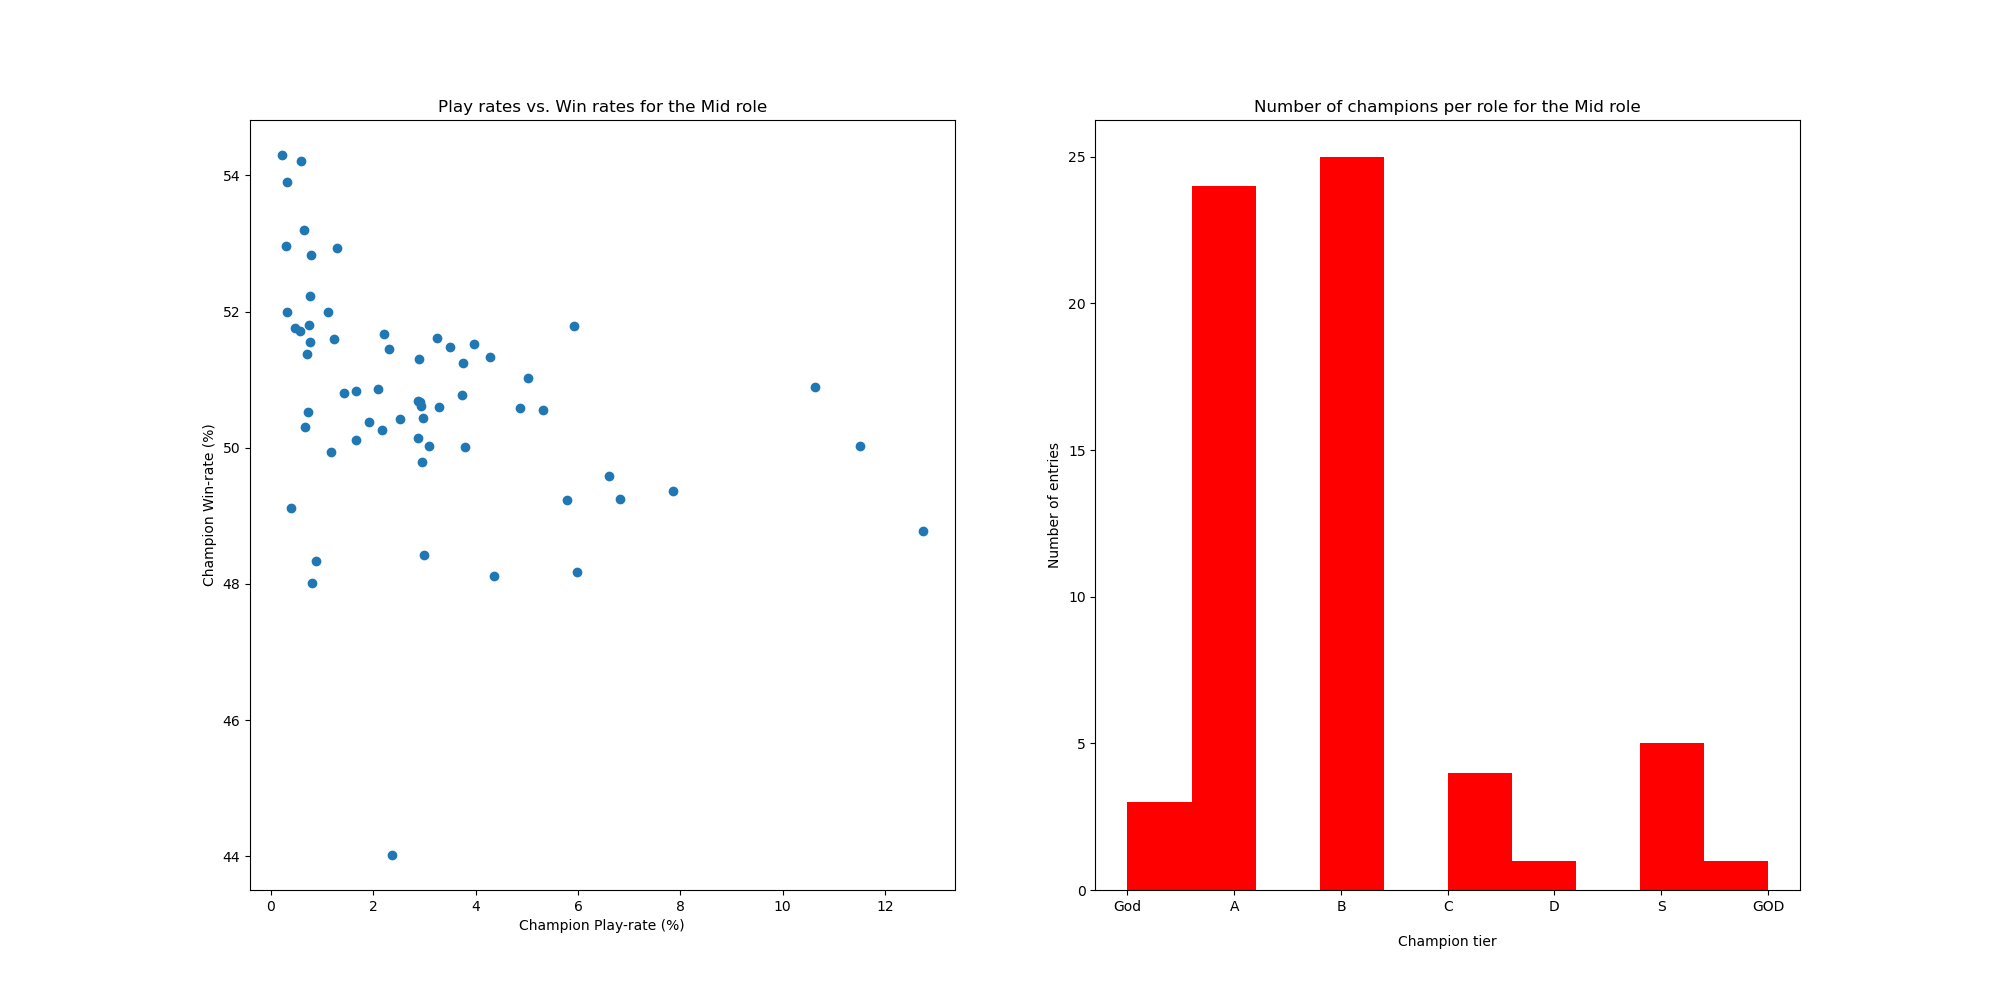 Play rates vs. Win rates for the Mid role
54
52
50
48
46
44
Champion Win-rate (%)
0 2 4 6 8 10 12
Champion Play-rate (%)
Number of champions per role for the Mid role
25
20
15
10
5
0
Number of entries
God A B C D S GOD
Champion tier